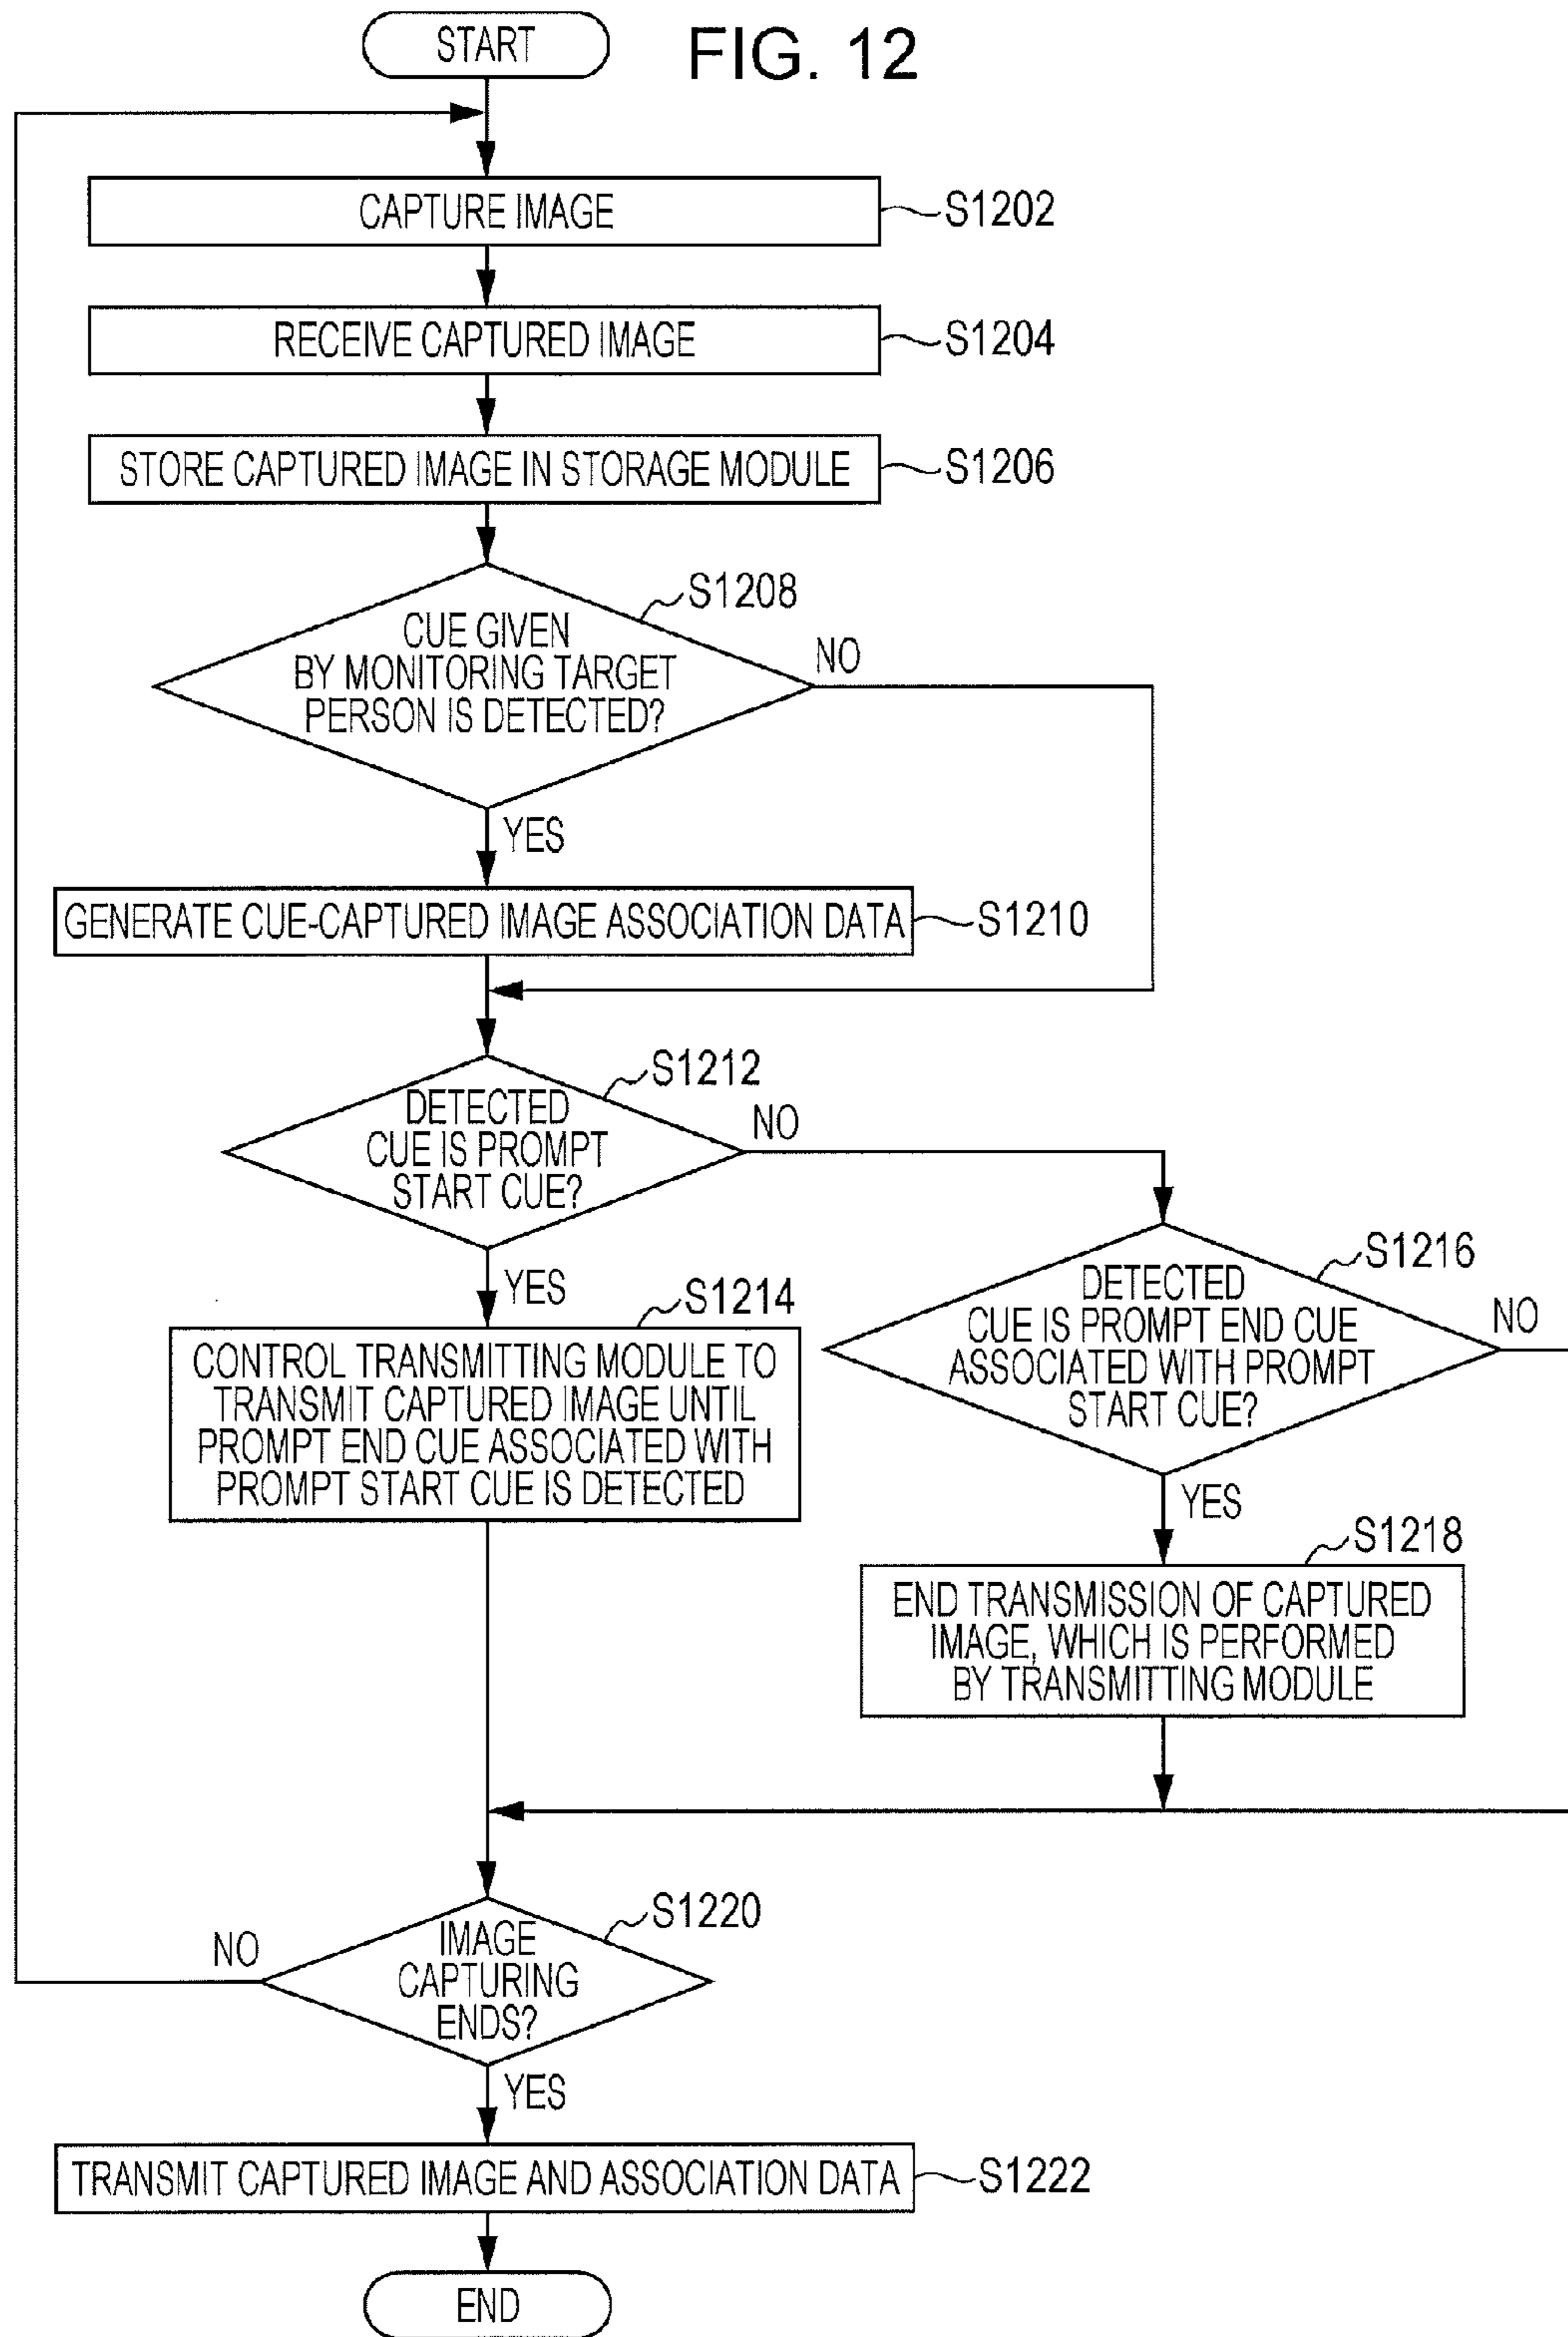 START
FIG. 12
CAPTURE IMAGE
S1202
RECEIVE CAPTURED IMAGE
S1204
STORE CAPTURED IMAGE IN STORAGE MODULE
S1206
S1208
CUE GIVEN
BY MONITORING TARGET
PERSON IS DETECTED?
NO
YES
GENERATE CUE-CAPTURED IMAGE ASSOCIATION DATA
S1210
S1212
DETECTED
CUE IS PROMPT
START CUE?
NO
YES
S1214
CONTROL TRANSMITTING MODULE TO
TRANSMIT CAPTURED IMAGE UNTIL
PROMPT END CUE ASSOCIATED WITH
PROMPT START CUE IS DETECTED
S1216
DETECTED
CUE IS PROMPT END CUE
ASSOCIATED WITH PROMPT
START CUE?
NO
YES
S1218
END TRANSMISSION OF CAPTURED
IMAGE, WHICH IS PERFORMED
BY TRANSMITTING MODULE
S1220
IMAGE
CAPTURING
ENDS?
NO
YES
TRANSMIT CAPTURED IMAGE AND ASSOCIATION DATA
S1222
END